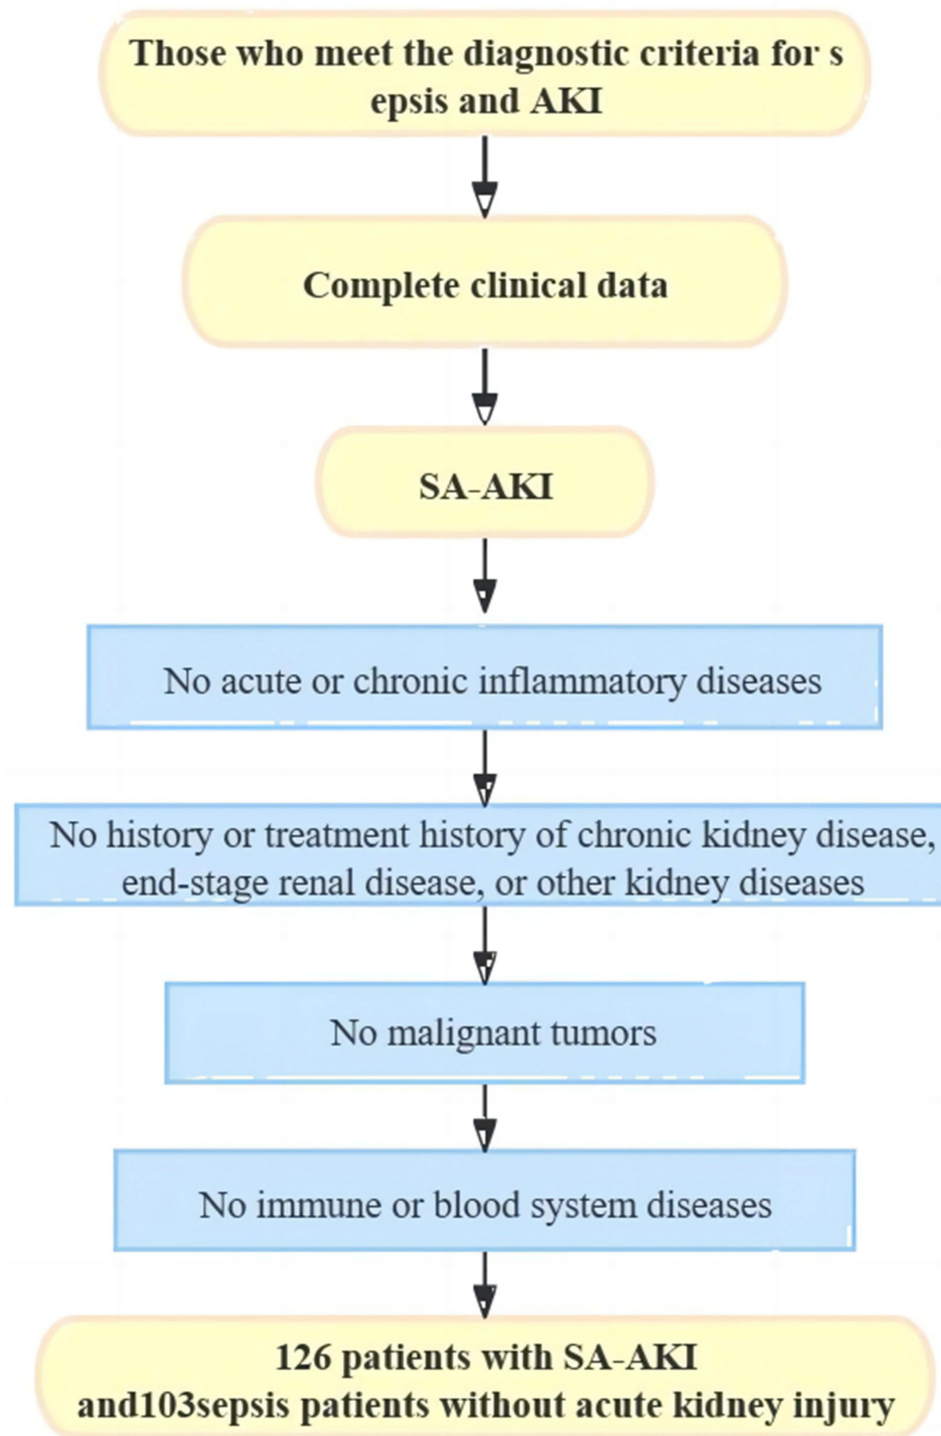 Those who meet the diagnostic criteria for s
epsis and AKI
Complete clinical data
SA-AKI
No acute or chronic inflammatory diseases
No history or treatment history of chronic kidney disease,
end-stage renal disease, or other kidney diseases
No malignant tumors
No immune or blood system diseases
126 patients with SA-AKI
and103sepsis patients without acute kidney injury